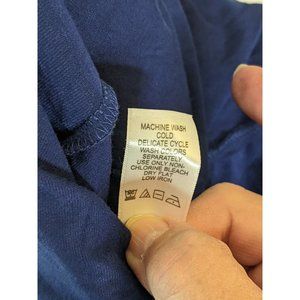 MACHINE WASH
COLD
DELICATE CYCLE
WASH COLORS
SEPARATELY.
USE ONLY NON-
CHLORINE BLEACH
DRY FLAT
LOW IRON